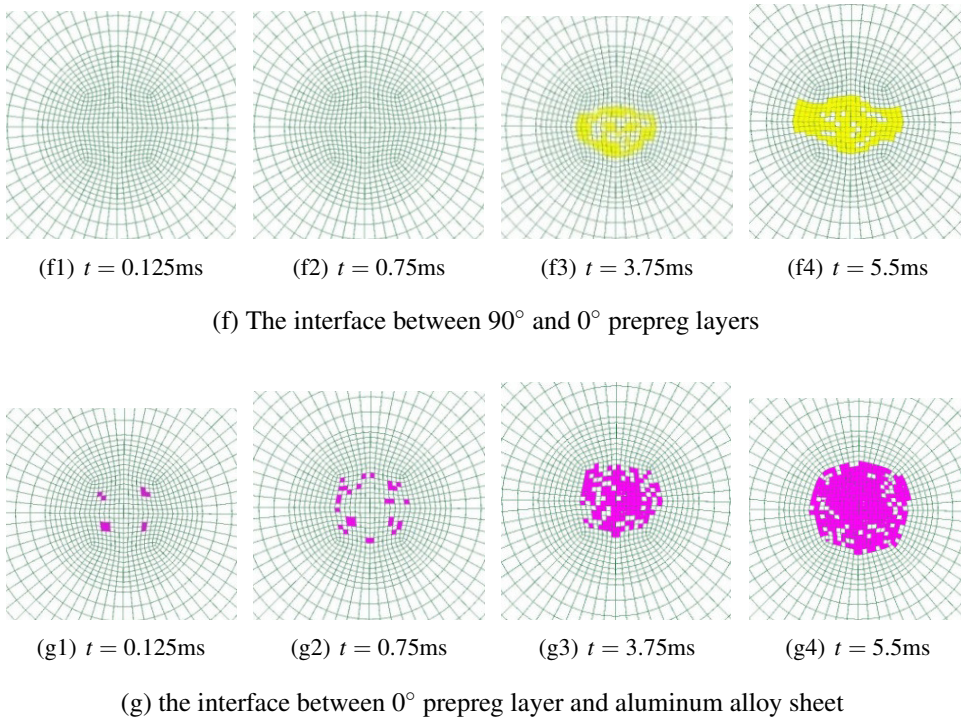 (f1) t = 0.125ms (f2) t = 0.75ms (f3) t = 3.75ms (f4) t = 5.5ms
(f) The interface between 90° and 0° prepreg layers
(g1) t = 0.125ms (g2) t = 0.75ms (g3) t = 3.75ms (g4) t = 5.5ms
(g) the interface between 0° prepreg layer and aluminum alloy sheet